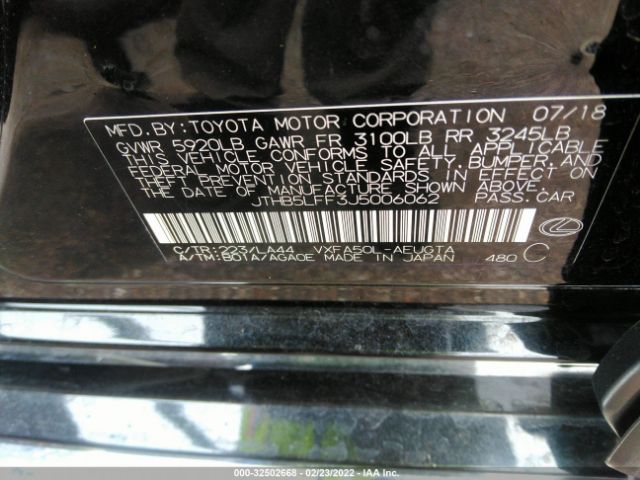 MFD.BY:TOYOTA MOTOR CORPORATION 07/18
GVWR 5920LB GAWR FR 3100LB RR 3245LB
THIS VEHICLE CONFORMS TO ALL APPLICABLE
FEDERAL MOTOR VEHICLE SAFETY, BUMPER, AND
THEFT PREVENTION STANDARDS IN EFFECT ON
THE DATE OF MANUFACTURE SHOWN ABOVE.
JTHB5LFF3J5006062 PASS.CAR
C/TR:223/LA44 VXFA50L-AEUGTA
A/TM:B01A/AGA0E MADE IN JAPAN 480 C
000-32502668 - 02/23/2022 - IAA Inc.